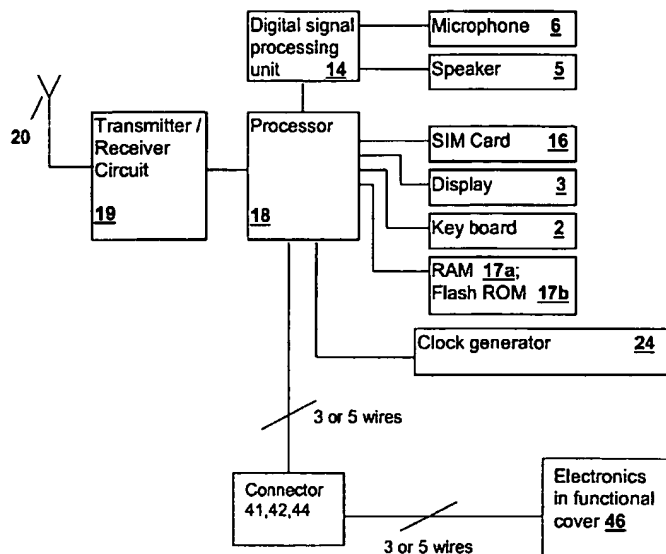 Digital signal
processing
unit 14
Microphone 6
Speaker 5
20
Transmitter /
Receiver
Circuit
19
Processor
18
SIM Card 16
Display 3
Key board 2
RAM 17a;
Flash ROM 17b
Clock generator 24
3 or 5 wires
Connector
41,42,44
3 or 5 wires
Electronics
in functional
cover 46